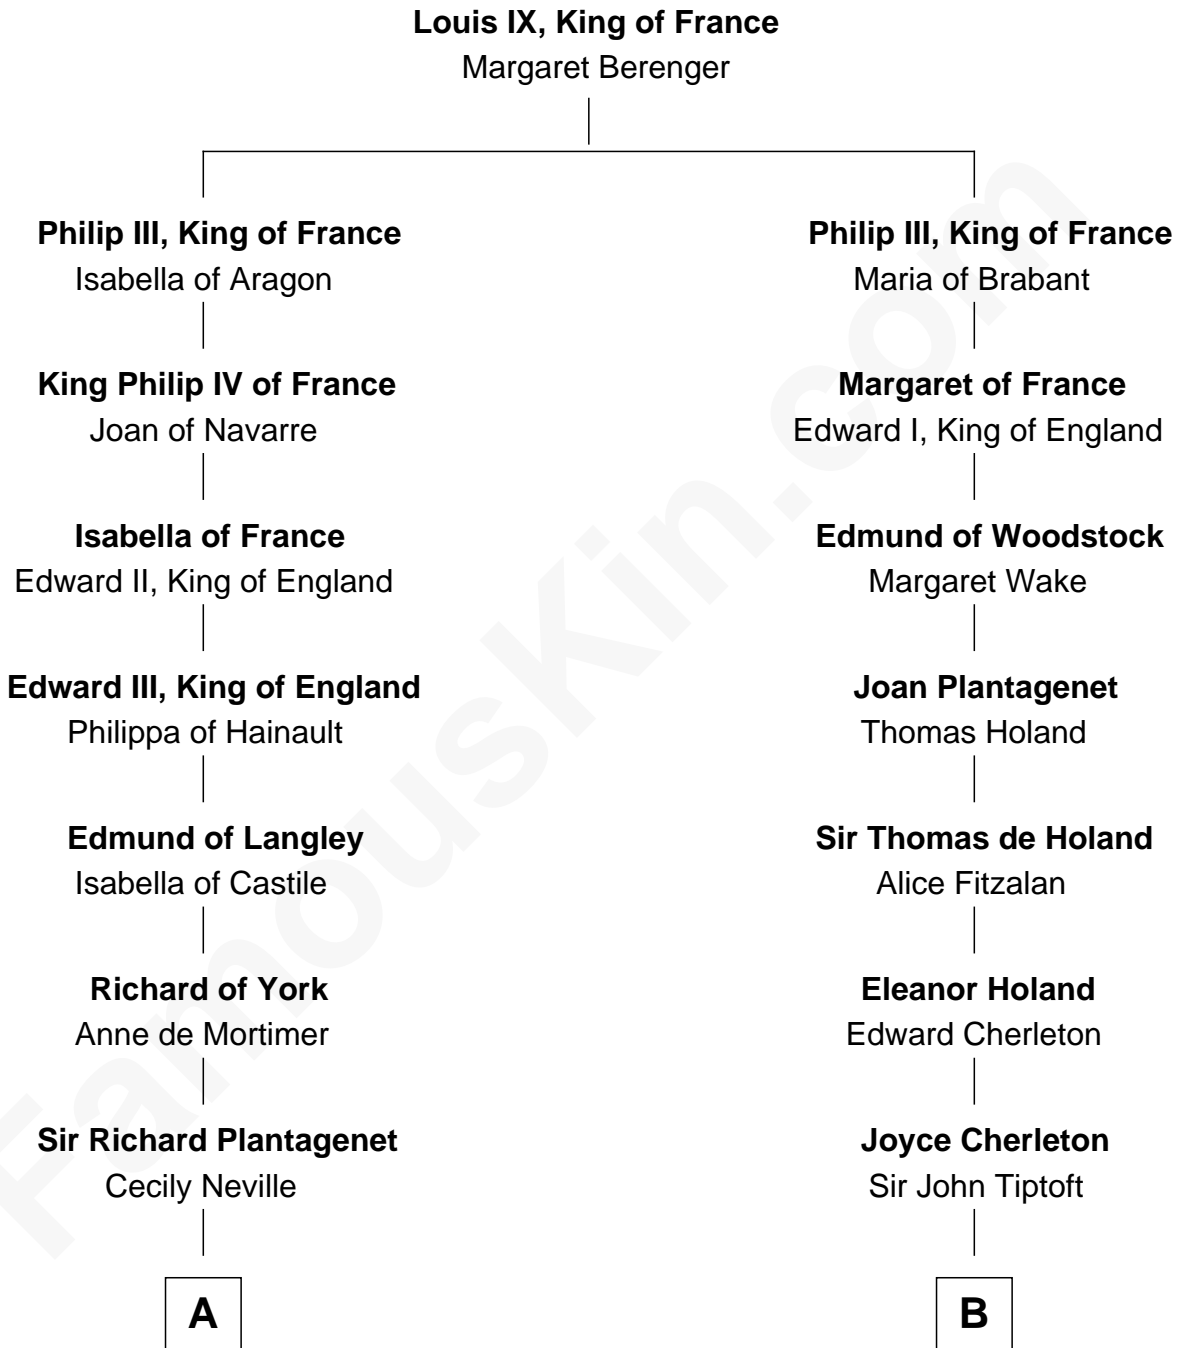 Louis IX, King of France
Margaret Berenger
Philip III, King of France
Isabella of Aragon
King Philip IV of France
Joan of Navarre
Isabella of France
Edward II, King of England
Edward III, King of England
Philippa of Hainault
Edmund of Langley
Isabella of Castile
Richard of York
Anne de Mortimer
Sir Richard Plantagenet
Cecily Neville
A
Philip III, King of France
Maria of Brabant
Margaret of France
Edward I, King of England
Edmund of Woodstock
Margaret Wake
Joan Plantagenet
Thomas Holand
Sir Thomas de Holand
Alice Fitzalan
Eleanor Holand
Edward Cherleton
Joyce Cherleton
Sir John Tiptoft
B
FamousKin.com